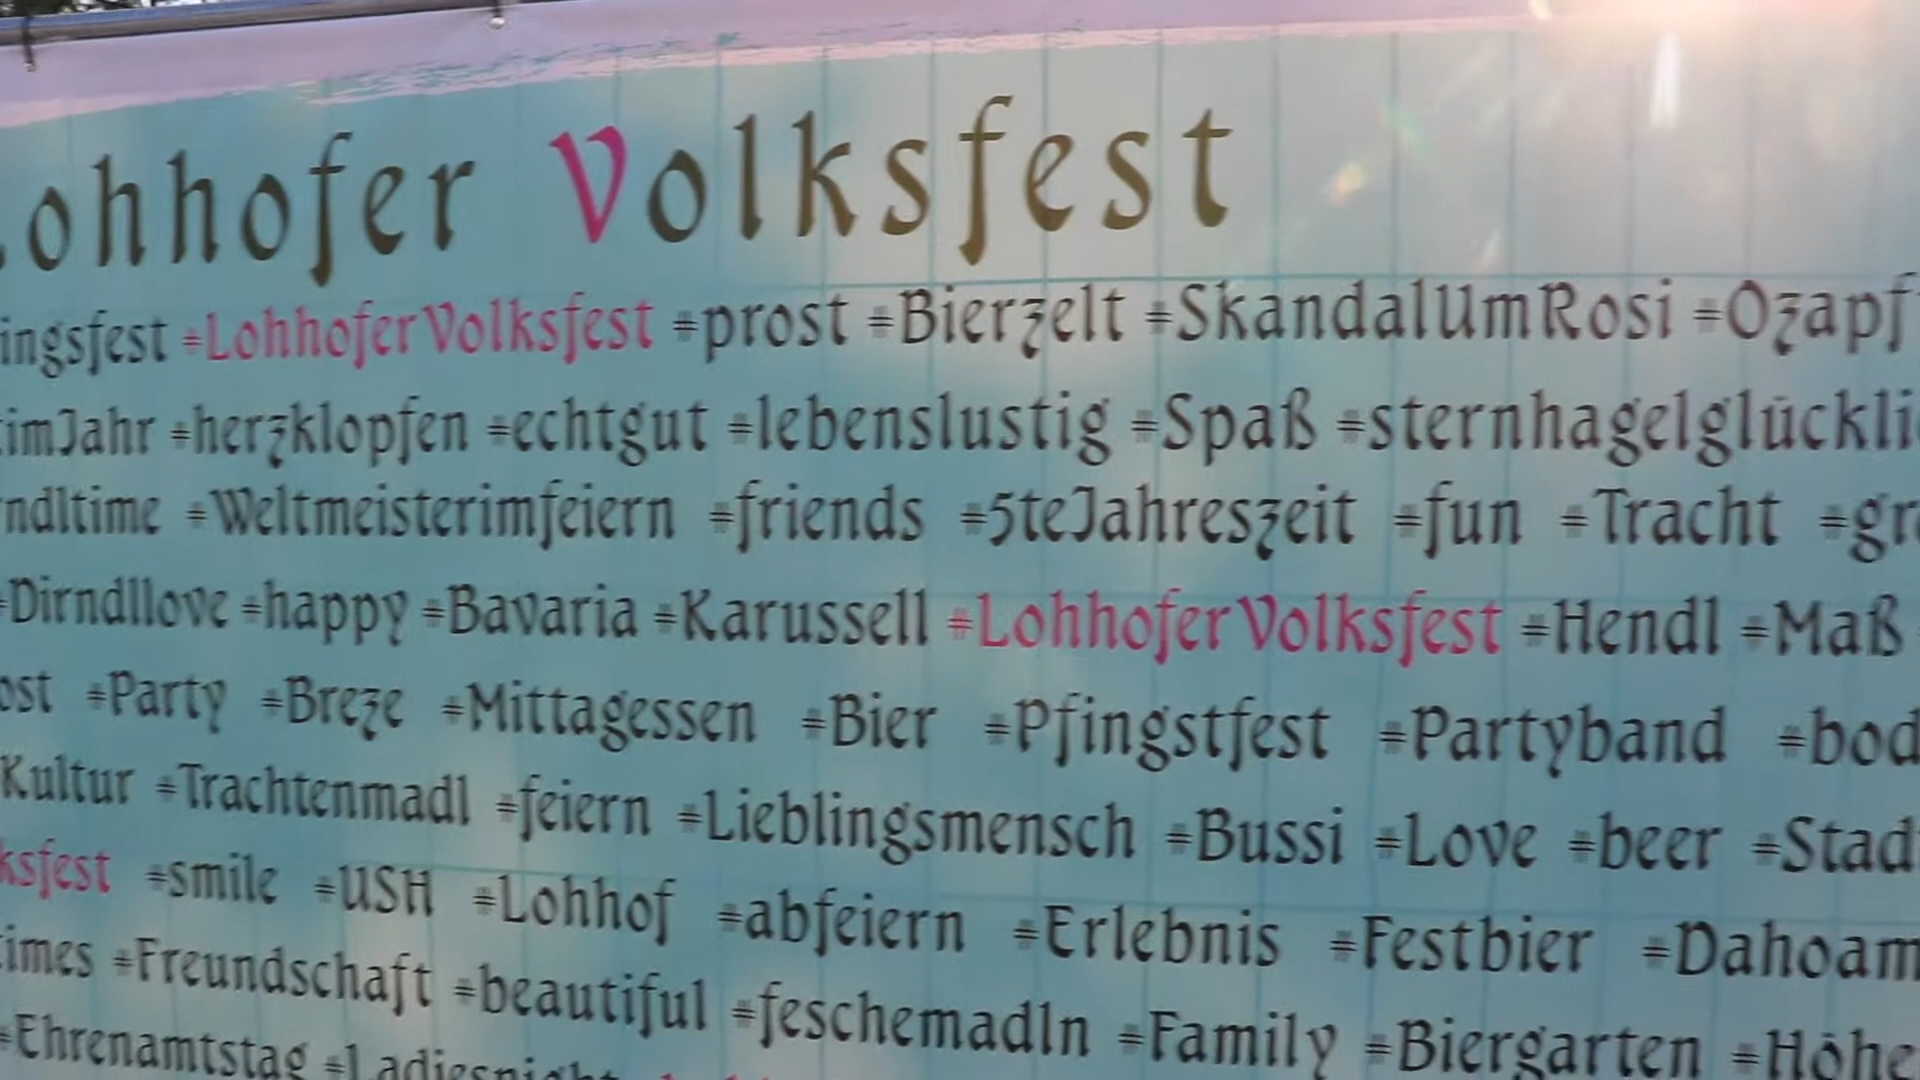 Lohhofer Volksfest
ingsfest #LohhoferVolksfest #prost #Bierzelt #SkandalUmRosi #Ozapf
imJahr #herzklopfen #echtgut #lebenslustig #Spaß #sternhagelglückli
ndltime #Weltmeisterimfeiern #friends #5teJahreszeit #fun #Tracht #gr
#Dirndllove #happy #Bavaria #Karussell #LohhoferVolksfest #Hendl #Maß
ost #Party #Breze #Mittagessen #Bier #Pfingstfest #Partyband #bod
Kultur #Trachtenmadl #feiern #Lieblingsmensch #Bussi #Love #beer #Stad
ksfest #smile #USH #Lohhof #abfeiern #Erlebnis #Festbier #Dahoam
imes #Freundschaft #beautiful #feschemadln #Family #Biergarten #Höhe
#Ehrenamtstag #Ladiesnight